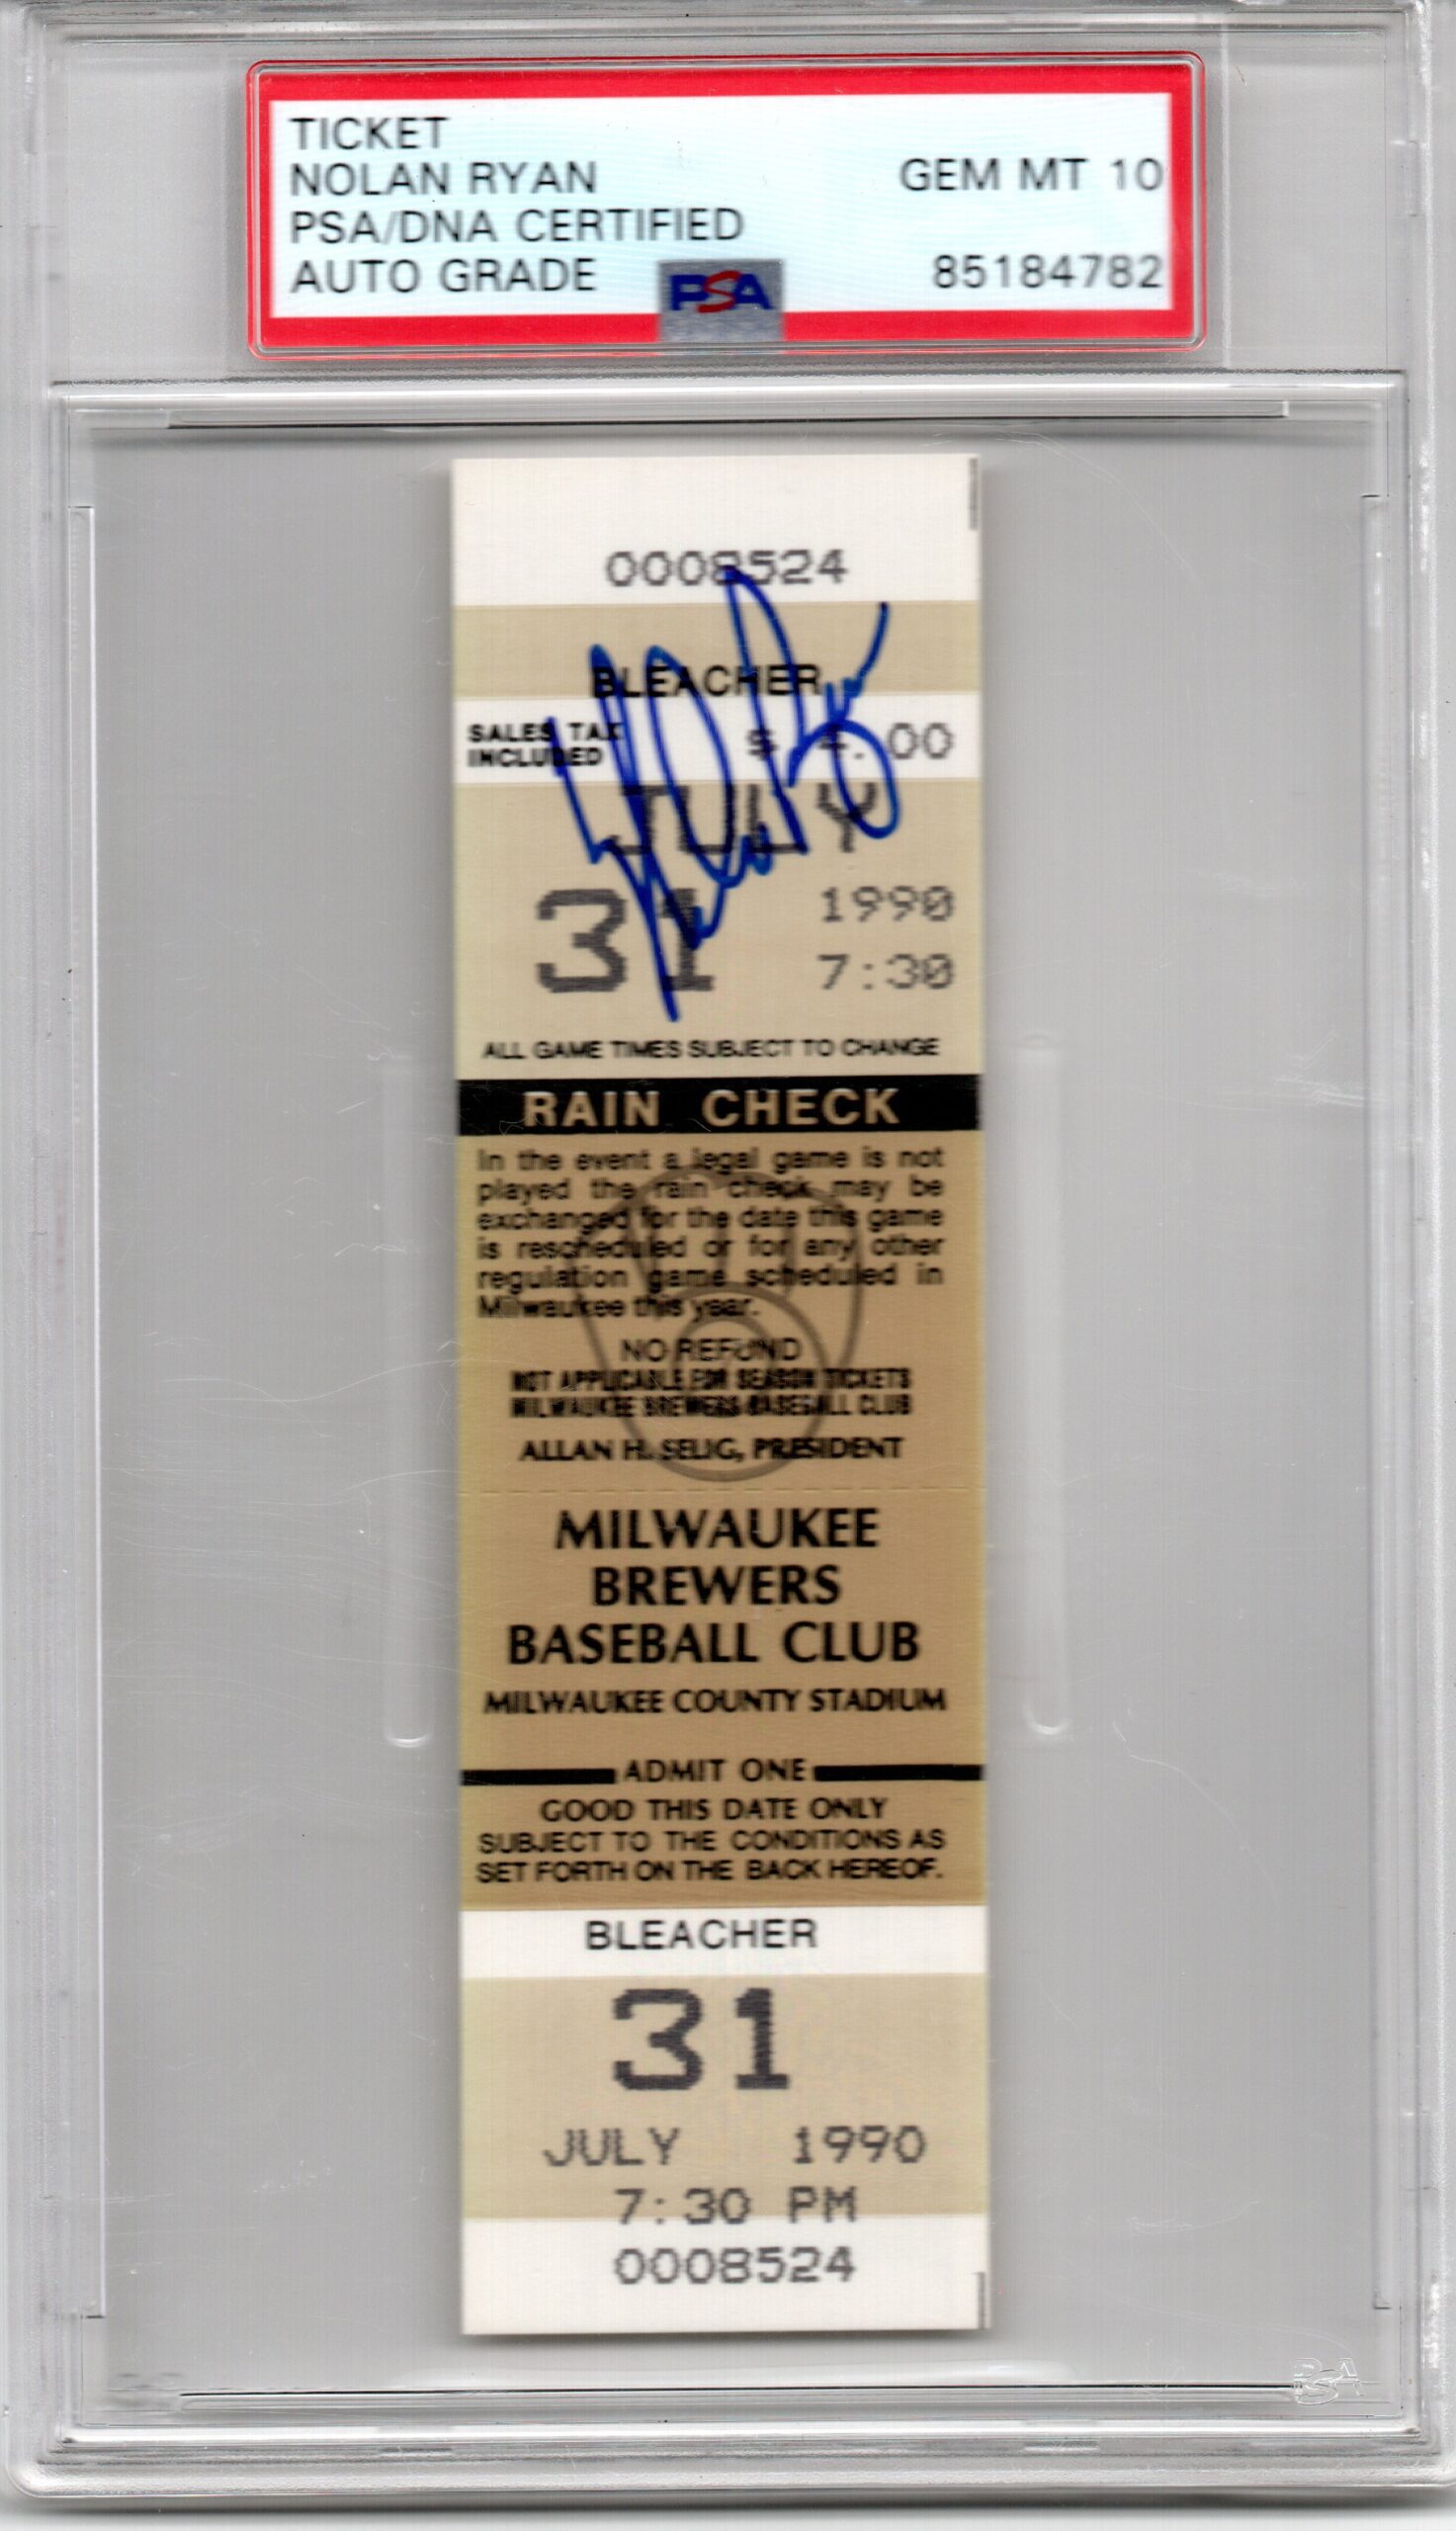 TICKET
NOLAN RYAN
GEM MT 10
PSA/DNA CERTIFIED
AUTO GRADE
PSA
85184782
0008524
BLEACHER
SALES TAX
INCLUDED
$ 4.00
JULY
31
1990
7:30
ALL GAME TIMES SUBJECT TO CHANGE
RAIN CHECK
In the event a legal game is not
played the rain check may be
exchanged for the date this game
is rescheduled or for any other
regulation game scheduled in
Milwaukee this year.
NO REFUND
NOT APPLICABLE FOR SEASON TICKETS
MILWAUKEE BREWERS BASEBALL CLUB
ALLAN H. SELIG, PRESIDENT
MILWAUKEE
BREWERS
BASEBALL CLUB
MILWAUKEE COUNTY STADIUM
ADMIT ONE
GOOD THIS DATE ONLY
SUBJECT TO THE CONDITIONS AS
SET FORTH ON THE BACK HEREOF.
BLEACHER
31
JULY 1990
7:30 PM
0008524
PSA